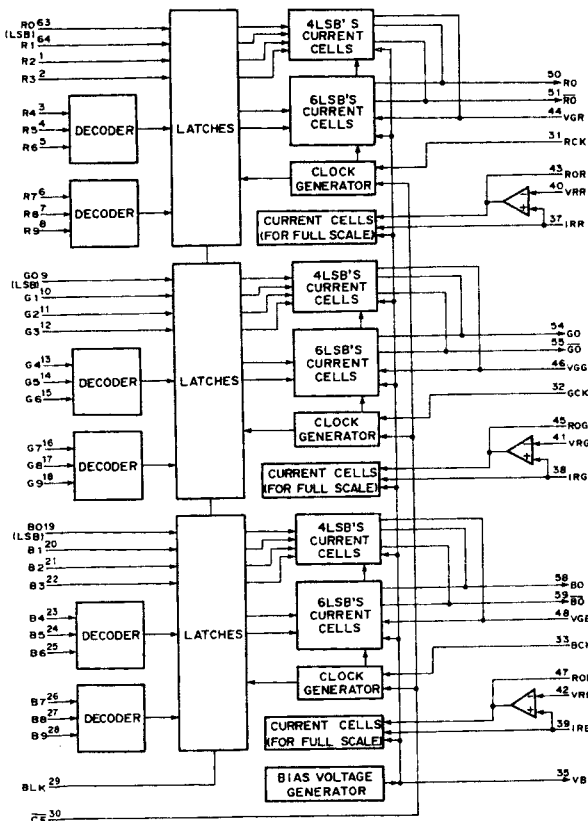 R0 63
(LSB)
R1 64
R2 1
R3 2
R4 3
R5 4
R6 5
DECODER
R7 6
R8 7
R9 8
DECODER
LATCHES
4LSB'S
CURRENT
CELLS
6LSB'S
CURRENT
CELLS
CLOCK
GENERATOR
CURRENT CELLS
(FOR FULL SCALE)
50 RO
51 RO
44 VGR
31 RCK
43 ROR
40 VRR
37 IRR
G0 9
(LSB)
G1 10
G2 11
G3 12
G4 13
G5 14
G6 15
DECODER
G7 16
G8 17
G9 18
DECODER
LATCHES
4LSB'S
CURRENT
CELLS
6LSB'S
CURRENT
CELLS
CLOCK
GENERATOR
CURRENT CELLS
(FOR FULL SCALE)
54 GO
55 GO
46 VGG
32 GCK
45 ROG
41 VRG
38 IRG
B0 19
(LSB)
B1 20
B2 21
B3 22
B4 23
B5 24
B6 25
DECODER
B7 26
B8 27
B9 28
DECODER
LATCHES
4LSB'S
CURRENT
CELLS
6LSB'S
CURRENT
CELLS
CLOCK
GENERATOR
CURRENT CELLS
(FOR FULL SCALE)
BIAS VOLTAGE
GENERATOR
58 BO
59 BO
48
33
47
42
39
35 VB
BLK 29
30